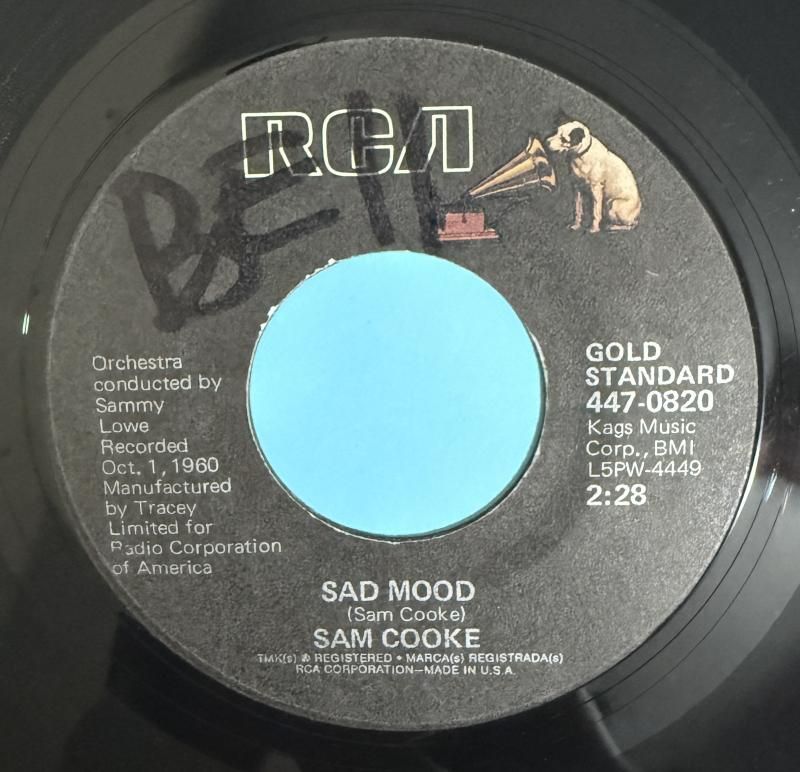 RCA
BELL
Orchestra
conducted by
Sammy
Lowe
Recorded
Oct. 1, 1960
Manufactured
by Tracey
Limited for
Radio Corporation
of America
GOLD
STANDARD
447-0820
Kags Music
Corp., BMI
L5PW-4449
2:28
SAD MOOD
(Sam Cooke)
SAM COOKE
TMK(s) ® REGISTERED • MARCA(s) REGISTRADA(s)
RCA CORPORATION—MADE IN U.S.A.